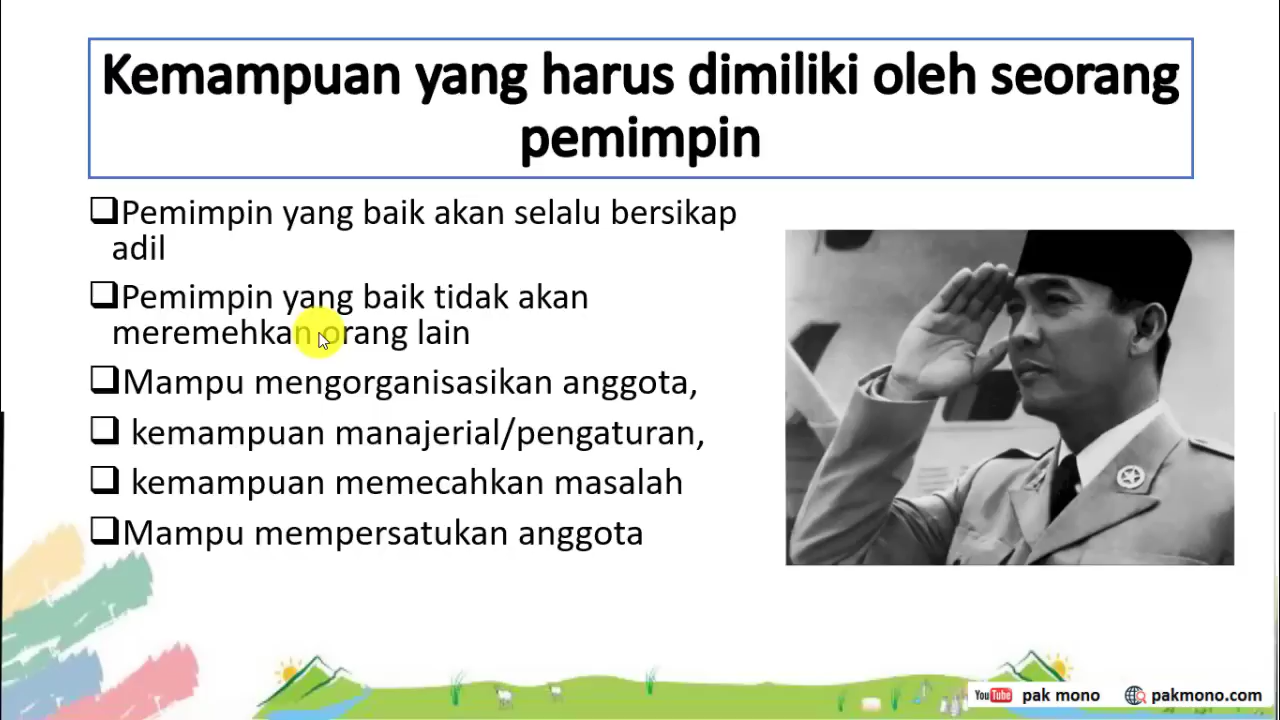 Kemampuan yang harus dimiliki oleh seorang
pemimpin
Pemimpin yang baik akan selalu bersikap
adil
Pemimpin yang baik tidak akan
meremehkan orang lain
Mampu mengorganisasikan anggota,
kemampuan manajerial/pengaturan,
kemampuan memecahkan masalah
Mampu mempersatukan anggota
YouTube pak mono pakmono.com